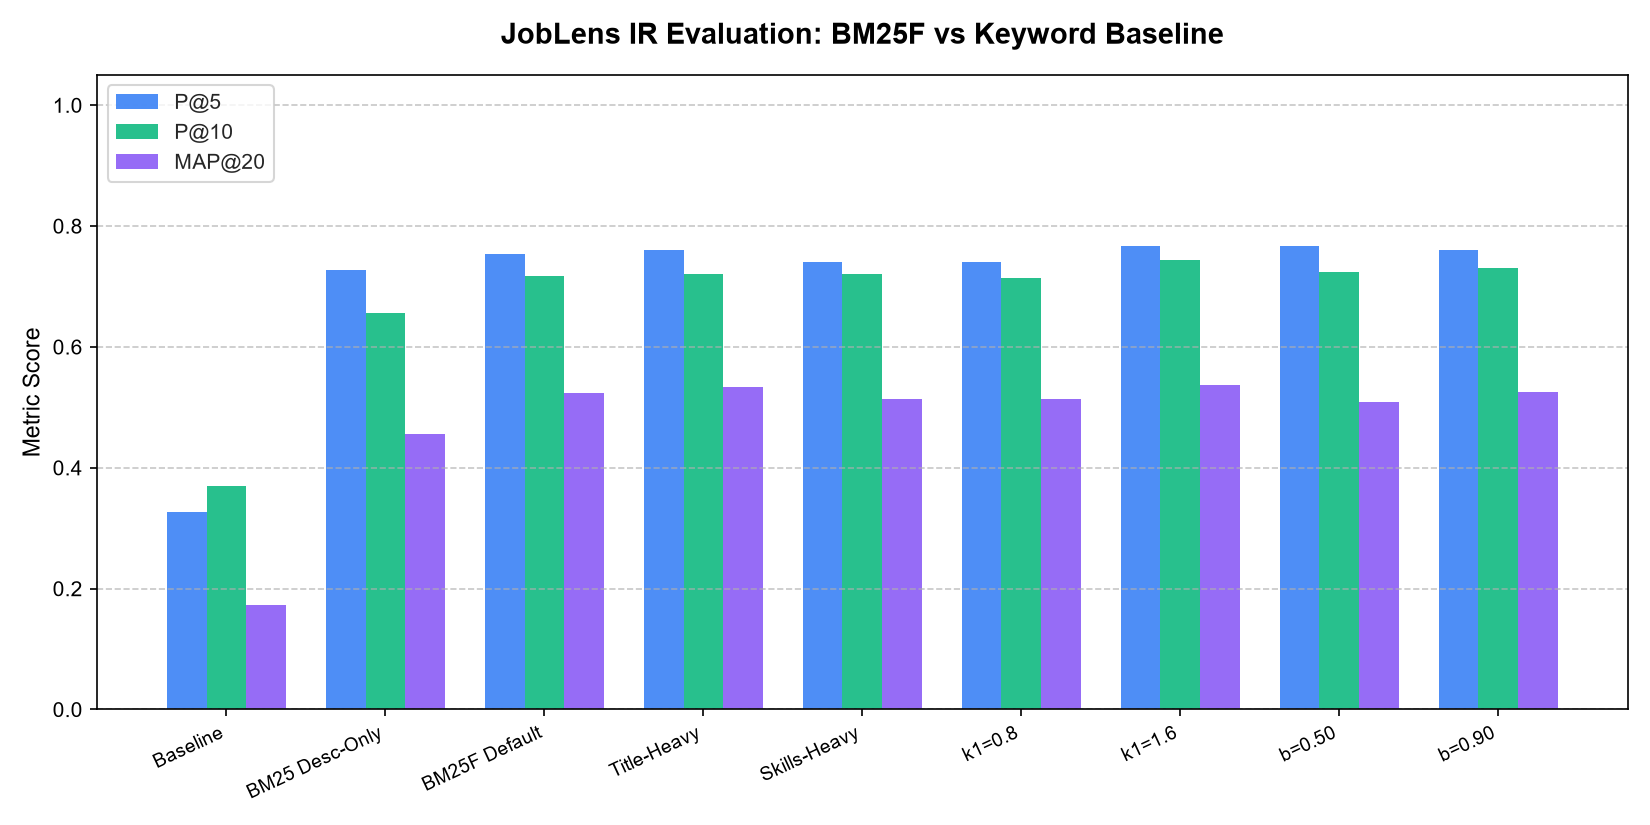 JobLens IR Evaluation: BM25F vs Keyword Baseline
P@5
P@10
MAP@20
Metric Score
1.0
0.8
0.6
0.4
0.2
0.0
Baseline
BM25 Desc-Only
BM25F Default
Title-Heavy
Skills-Heavy
k1=0.8
k1=1.6
b=0.50
b=0.90